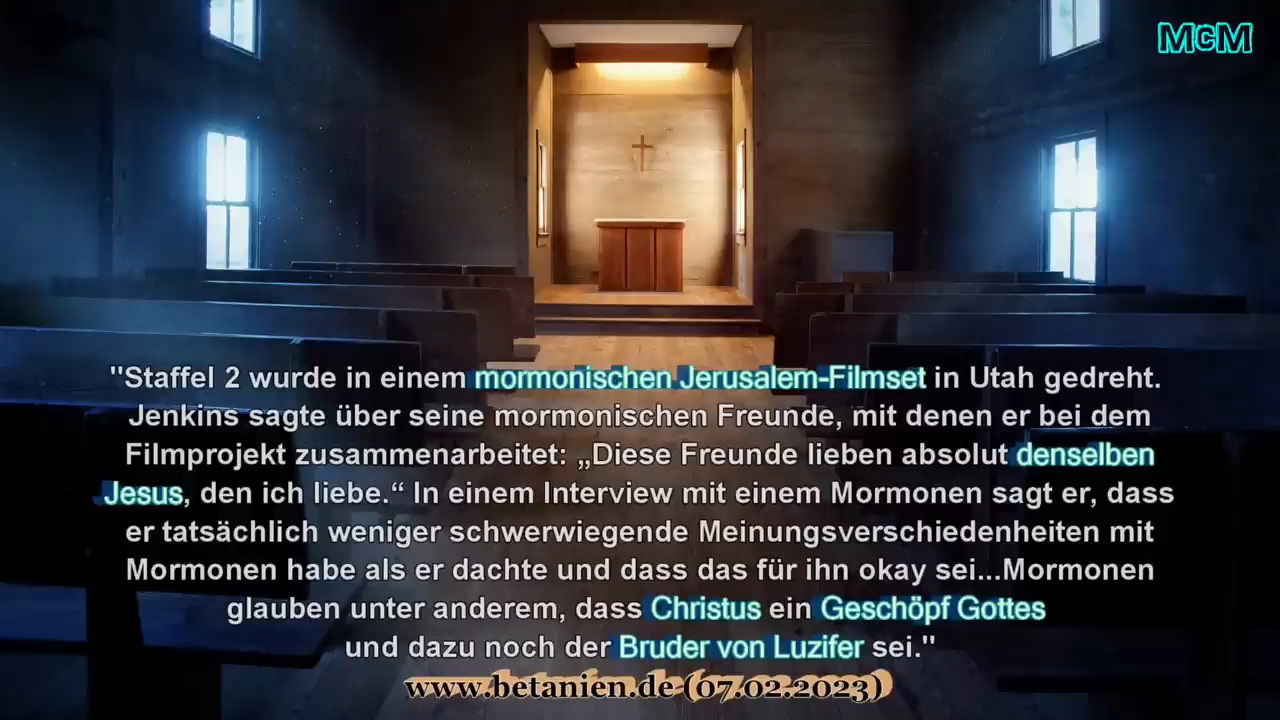 McM
"Staffel 2 wurde in einem mormonischen Jerusalem-Filmset in Utah gedreht.
Jenkins sagte über seine mormonischen Freunde, mit denen er bei dem
Filmprojekt zusammenarbeitet: „Diese Freunde lieben absolut denselben
Jesus, den ich liebe.“ In einem Interview mit einem Mormonen sagt er, dass
er tatsächlich weniger schwerwiegende Meinungsverschiedenheiten mit
Mormonen habe als er dachte und dass das für ihn okay sei...Mormonen
glauben unter anderem, dass Christus ein Geschöpf Gottes
und dazu noch der Bruder von Luzifer sei."
www.betanien.de (07.02.2023)